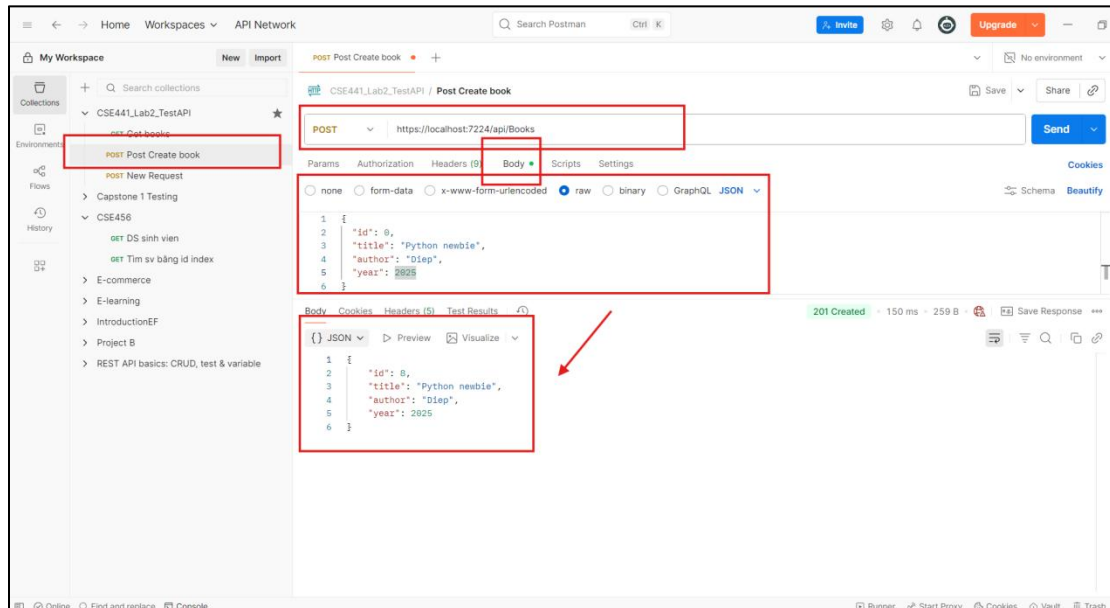 Home Workspaces API Network Search Postman Ctrl K Invite Upgrade
My Workspace New Import POST Post Create book + No environment
Collections
Environments
Flows
History
Search collections
CSE441_Lab2_TestAPI
GET Get books
POST Post Create book
POST New Request
Capstone 1 Testing
CSE456
GET DS sinh vien
GET Tim sv bằng id index
E-commerce
E-learning
IntroductionEF
Project B
REST API basics: CRUD, test & variable
CSE441_Lab2_TestAPI / Post Create book Save Share
POST https://localhost:7224/api/Books Send
Params Authorization Headers (9) Body Scripts Settings Cookies
none form-data x-www-form-urlencoded raw binary GraphQL JSON Schema Beautify
1 {
2 "id": 0,
3 "title": "Python newbie",
4 "author": "Diep",
5 "year": 2025
6 }
Body Cookies Headers (5) Test Results 201 Created 150 ms 259 B Save Response
{} JSON Preview Visualize
1 {
2 "id": 8,
3 "title": "Python newbie",
4 "author": "Diep",
5 "year": 2025
6 }
Online Find and replace Console Runner Start Proxy Cookies Vault Trash